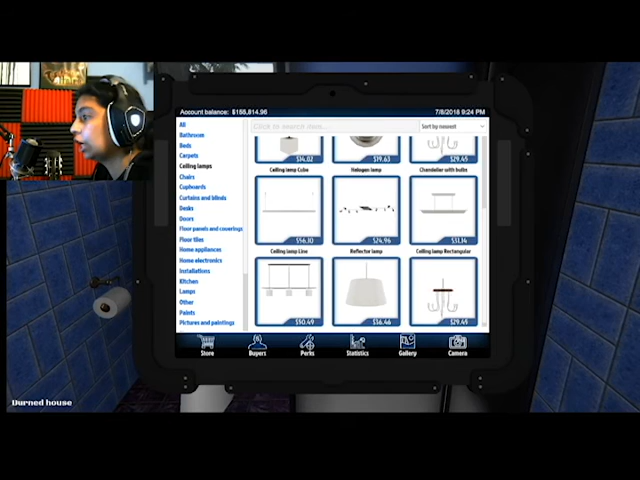 Account balance: $155,814.96
7/8/2018 9:24 PM
All
Bathroom
Beds
Carpets
Ceiling lamps
Chairs
Cupboards
Curtains and blinds
Desks
Doors
Floor panels and coverings
Floor tiles
Home appliances
Home electronics
Installations
Kitchen
Lamps
Other
Paints
Pictures and paintings
Click to search item...
Sort by newest
$14.02
$19.63
$29.45
Ceiling lamp Cube
Halogen lamp
Chandelier with bulbs
$56.10
$24.96
$31.14
Ceiling lamp Line
Reflector lamp
Ceiling lamp Rectangular
$50.49
$36.46
$29.45
Store
Buyers
Perks
Statistics
Gallery
Camera
Burned house